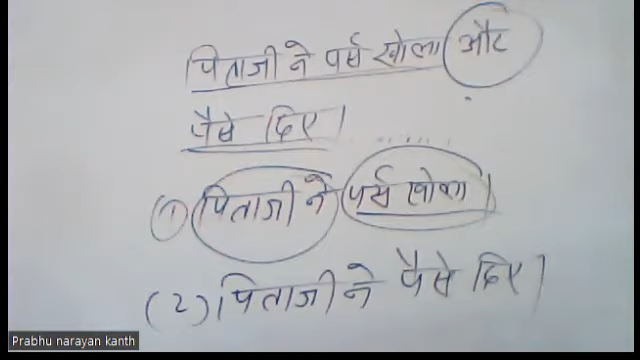 पिताजी ने पर्स खोला और
पैसे दिए।
(1) पिताजी ने पर्स खोला।
(2) पिताजी ने पैसे दिए।
Prabhu narayan kanth